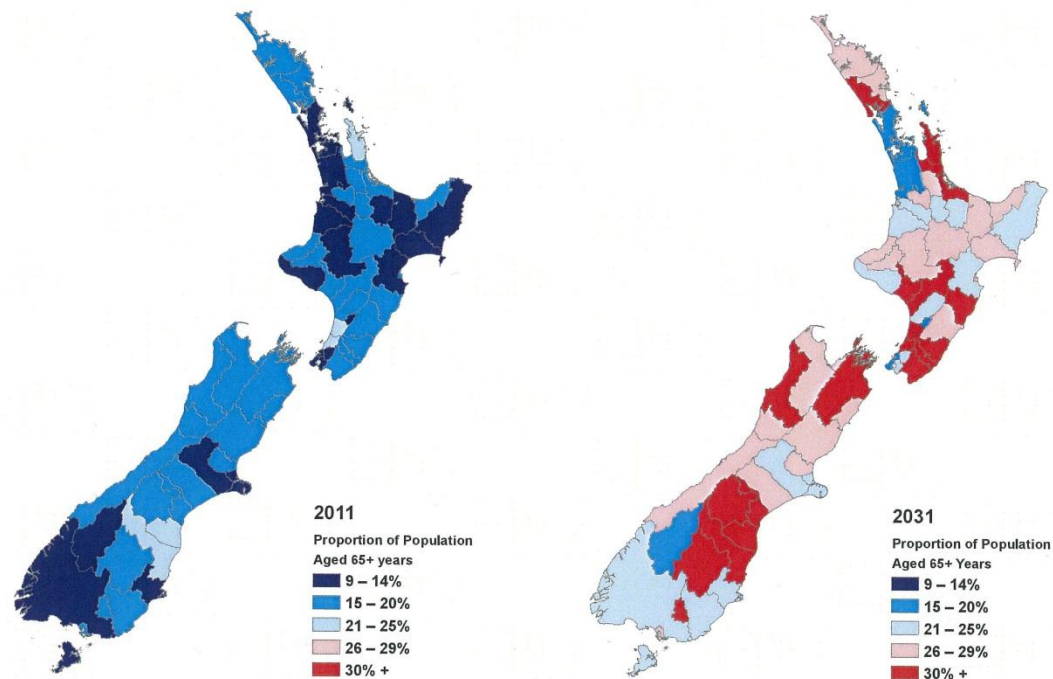 2011
Proportion of Population
Aged 65+ years
9 – 14%
15 – 20%
21 – 25%
26 – 29%
30% +
2031
Proportion of Population
Aged 65+ Years
9 – 14%
15 – 20%
21 – 25%
26 – 29%
30% +